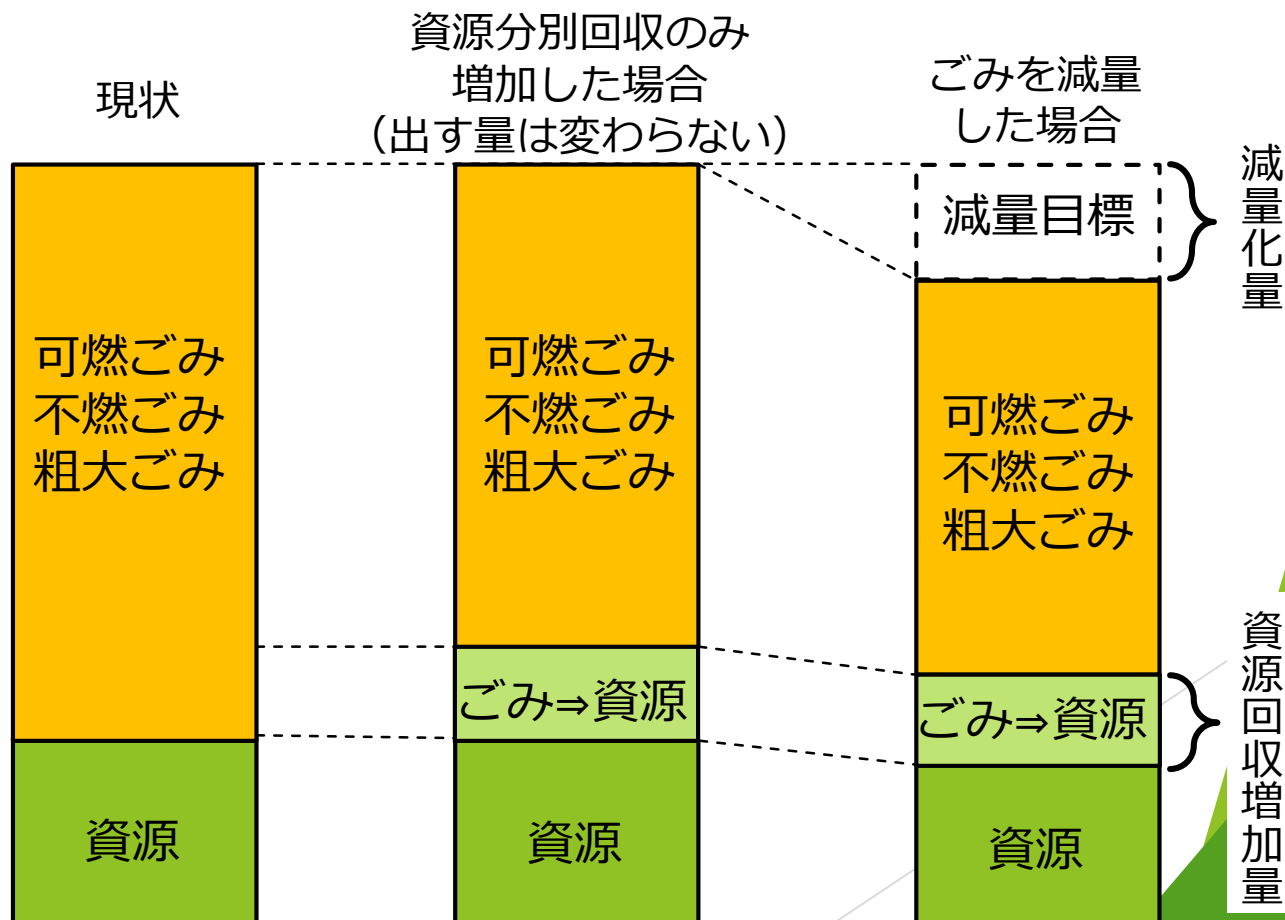 現状
資源分別回収のみ
増加した場合
（出す量は変わらない）
ごみを減量
した場合
可燃ごみ
不燃ごみ
粗大ごみ
資源
可燃ごみ
不燃ごみ
粗大ごみ
ごみ⇒資源
資源
減量目標
可燃ごみ
不燃ごみ
粗大ごみ
ごみ⇒資源
資源
減量化量
資源回収増加量